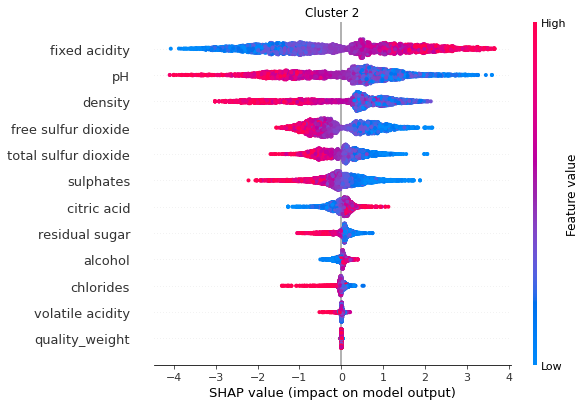 Cluster 2
High
fixed acidity
pH
density
free sulfur dioxide
total sulfur dioxide
sulphates
citric acid
residual sugar
alcohol
chlorides
volatile acidity
quality_weight
Feature value
Low
−4 −3 −2 −1 0 1 2 3 4
SHAP value (impact on model output)